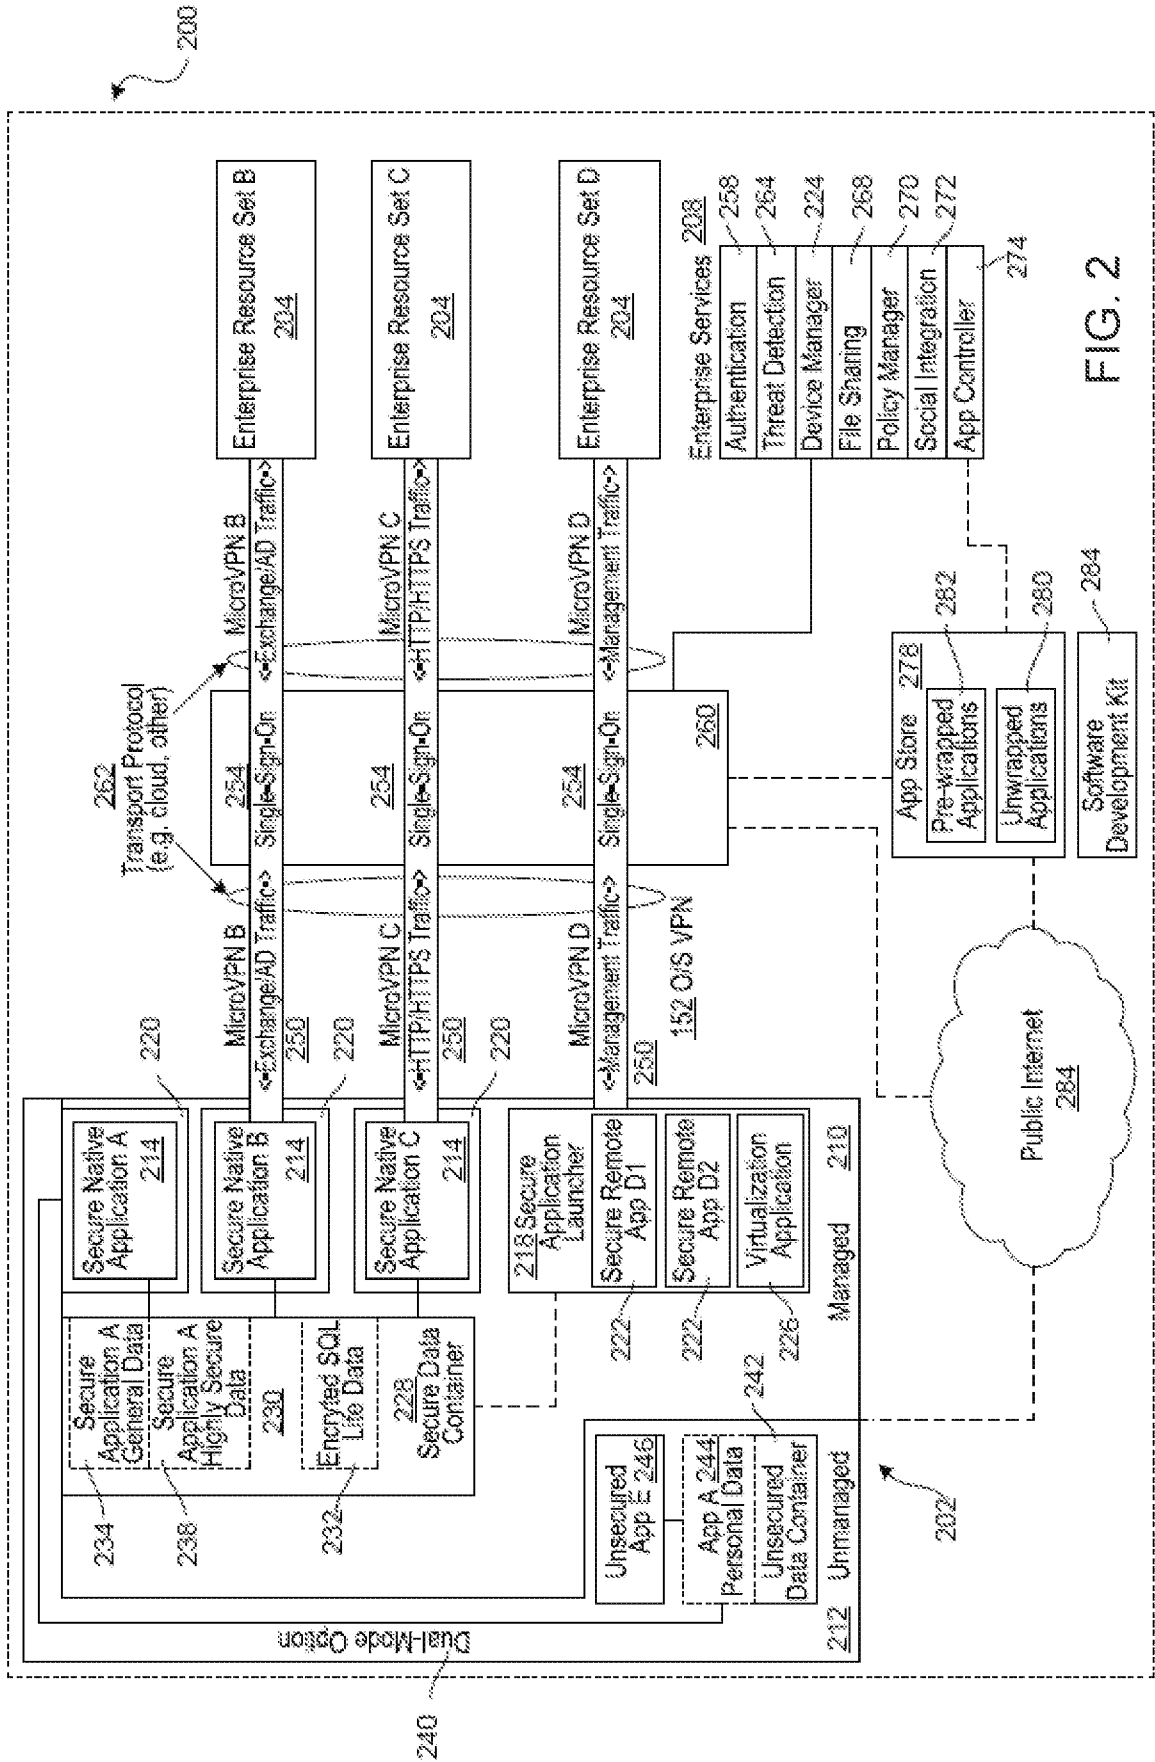 200
262
Transport Protocol
(e.g. cloud, other)
240
Dual-Mode Option
234
Secure
Application A
General Data
238
Secure
Application A
Highly Secure
Data
230
232
Encryted SQL
Life Data
228
Secure Data
Container
Secure Native
Application A
214
220
Secure Native
Application B
214
220
Secure Native
Application C
214
220
218 Secure
Application
Launcher
222
Secure Remote
App D1
222
Secure Remote
App D2
226
Virtualization
Application
Unsecured
App E 246
App A 244
Personal Data
Unsecured
Data Container
242
212
Unmanaged
Managed
210
202
MicroVPN B
<-Exchange/AD Traffic->
250
MicroVPN C
<-HTTP/HTTPS Traffic->
250
MicroVPN D
<-Management Traffic->
250
152 O/S VPN
254
Single-Sign-On
254
Single-Sign-On
254
Single-Sign-On
260
MicroVPN B
<-Exchange/AD Traffic->
MicroVPN C
<-HTTP/HTTPS Traffic->
MicroVPN D
<-Management Traffic->
Enterprise Resource Set B
204
Enterprise Resource Set C
204
Enterprise Resource Set D
204
Enterprise Services 208
Authentication
258
Threat Detection
264
Device Manager
224
File Sharing
268
Policy Manager
270
Social Integration
272
App Controller
274
App Store 278
Pre-wrapped
Applications
282
Unwrapped
Applications
280
Software
Development Kit
284
Public Internet
284
FIG. 2